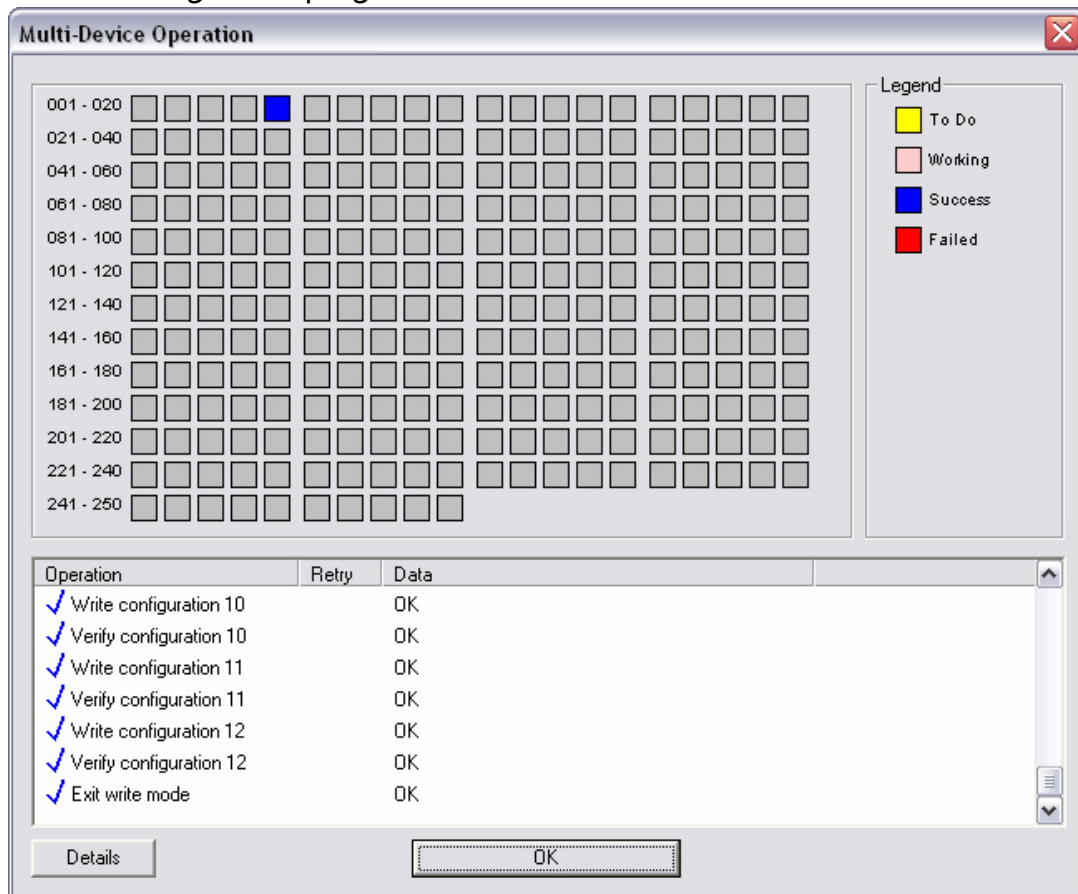 Multi-Device Operation
Legend
001 - 020
To Do
021 - 040
041 - 060
Working
061 - 080
Success
081 - 100
Failed
101 - 120
121 - 140
141 - 160
161 - 180
181 - 200
201 - 220
221 - 240
241 - 250
Operation Retry Data
Write configuration 10 OK
Verify configuration 10 OK
Write configuration 11 OK
Verify configuration 11 OK
Write configuration 12 OK
Verify configuration 12 OK
Exit write mode OK
Details OK